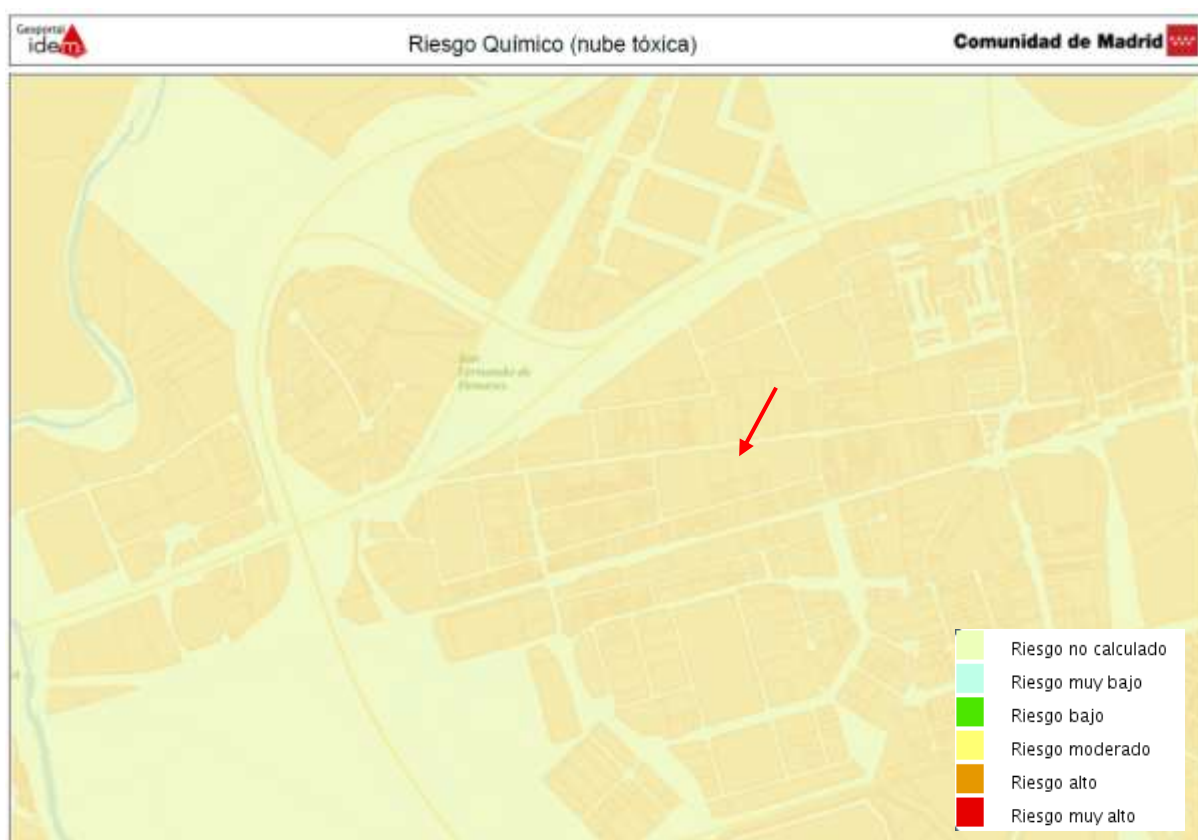 Geoportal
idem
Riesgo Químico (nube tóxica)
Comunidad de Madrid
San
Fernando de
Henares
Riesgo no calculado
Riesgo muy bajo
Riesgo bajo
Riesgo moderado
Riesgo alto
Riesgo muy alto